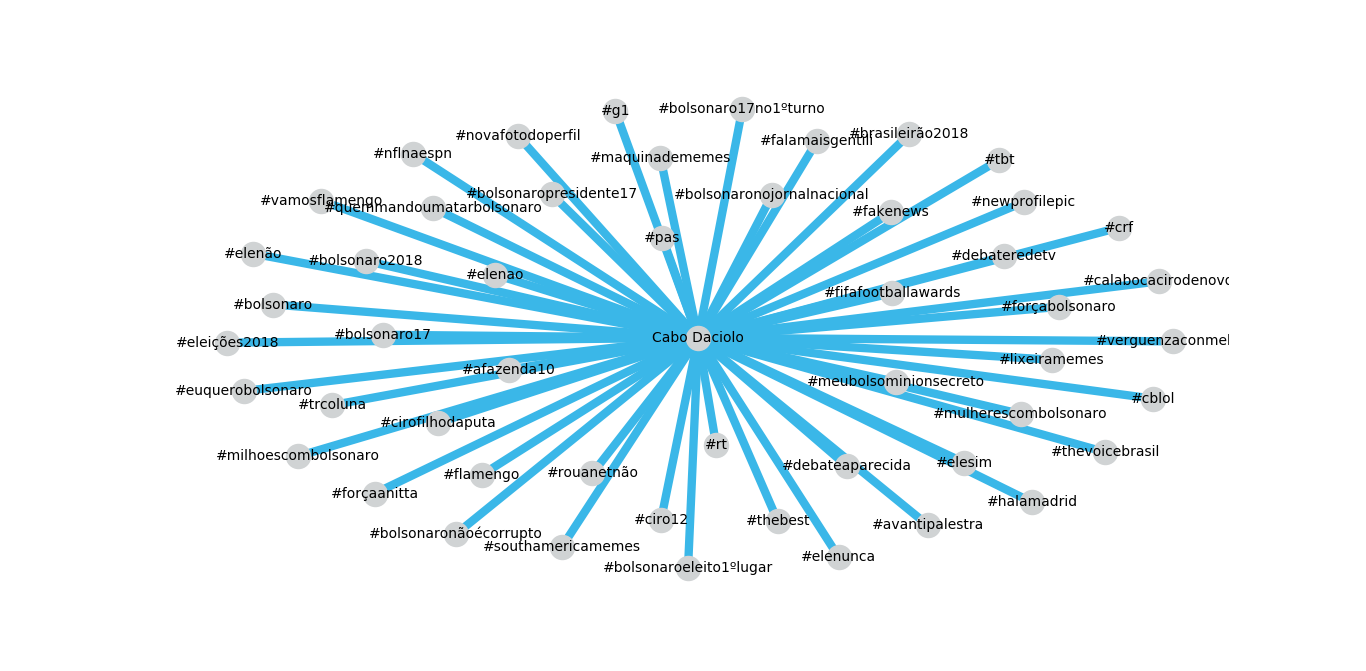 #g1
#bolsonaro17no1ºturno
#novafotodoperfil
#falamaisgentili
#brasileirão2018
#nflnaespn
#maquinadememes
#tbt
#bolsonaropresidente17
#bolsonaronojornalnacional
#vamosflamengo
#quemmandoumatarbolsonaro
#fakenews
#newprofilepic
#crf
#pas
#elenão
#bolsonaro2018
#debateredetv
#elenao
#calabocacirodenovo
#fifafootballawards
#bolsonaro
#forçabolsonaro
#bolsonaro17
Cabo Daciolo
#eleições2018
#verguenzaconmeb
#lixeiramemes
#afazenda10
#meubolsominionsecreto
#euquerobolsonaro
#trcoluna
#cblol
#mulherescombolsonaro
#cirofilhodaputa
#rt
#thevoicebrasil
#milhoescombolsonaro
#debateaparecida
#elesim
#flamengo
#rouanetnão
#forçaanitta
#halamadrid
#ciro12
#thebest
#avantipalestra
#bolsonaronãoécorrupto
#southamericamemes
#elenunca
#bolsonaroeleito1ºlugar